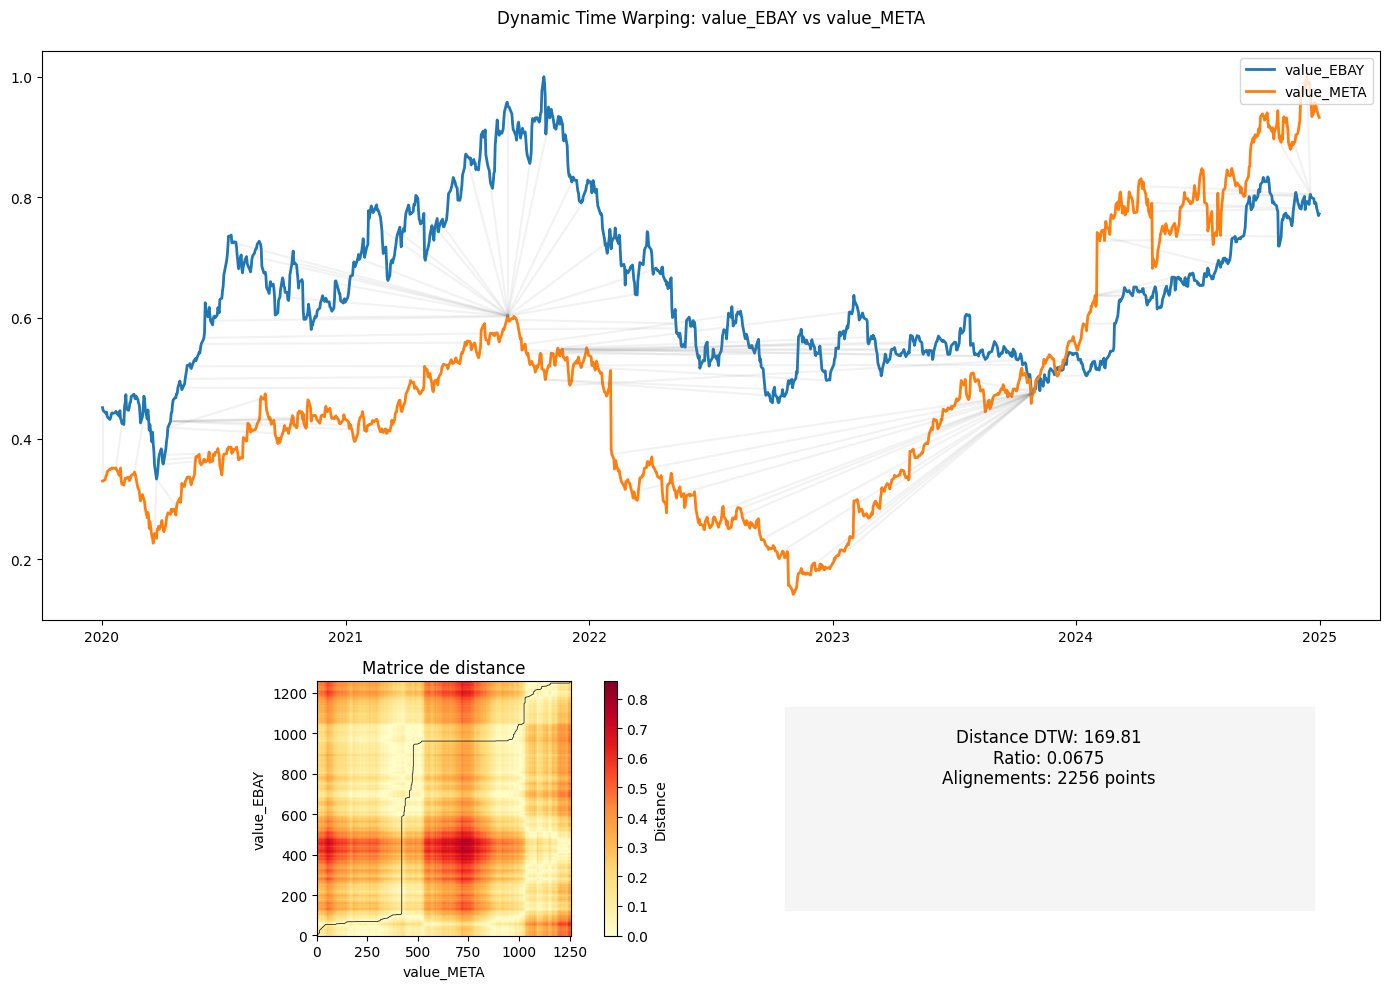 Dynamic Time Warping: value_EBAY vs value_META
value_EBAY
value_META
1.0
0.8
0.6
0.4
0.2
2020 2021 2022 2023 2024 2025
Matrice de distance
value_EBAY
1200
1000
800
600
400
200
0
0 250 500 750 1000 1250
value_META
0.8
0.7
0.6
0.5
0.4
0.3
0.2
0.1
0.0
Distance
Distance DTW: 169.81
Ratio: 0.0675
Alignements: 2256 points